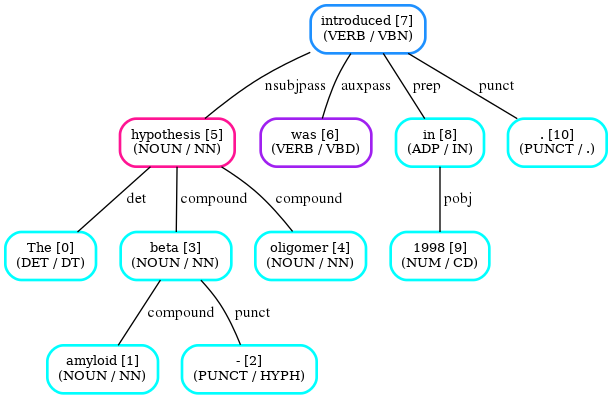 introduced [7]
(VERB / VBN)
nsubjpass
auxpass
prep
punct
hypothesis [5]
(NOUN / NN)
was [6]
(VERB / VBD)
in [8]
(ADP / IN)
. [10]
(PUNCT / .)
det
compound
compound
pobj
The [0]
(DET / DT)
beta [3]
(NOUN / NN)
oligomer [4]
(NOUN / NN)
1998 [9]
(NUM / CD)
compound
punct
amyloid [1]
(NOUN / NN)
- [2]
(PUNCT / HYPH)